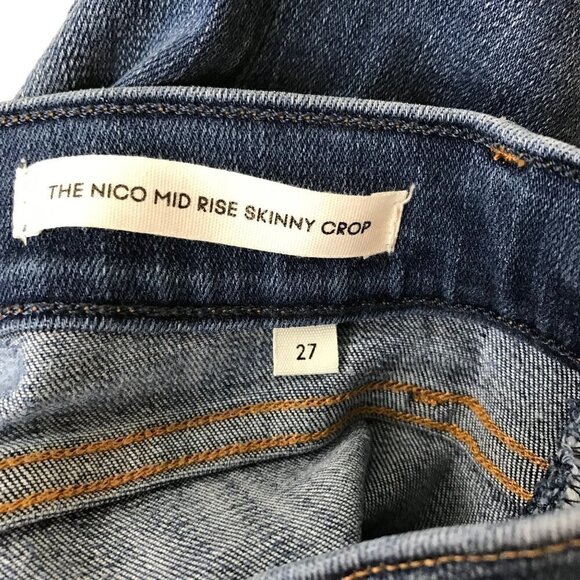 THE NICO MID RISE SKINNY CROP
27